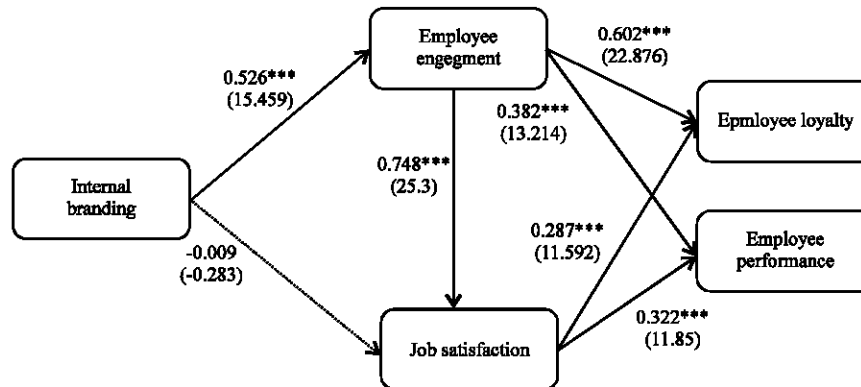 Employee
engegment
0.602***
(22.876)
0.526***
(15.459)
0.382***
(13.214)
Epmloyee loyalty
0.748***
(25.3)
Internal
branding
0.287***
(11.592)
Employee
performance
-0.009
(-0.283)
Job satisfaction
0.322***
(11.85)